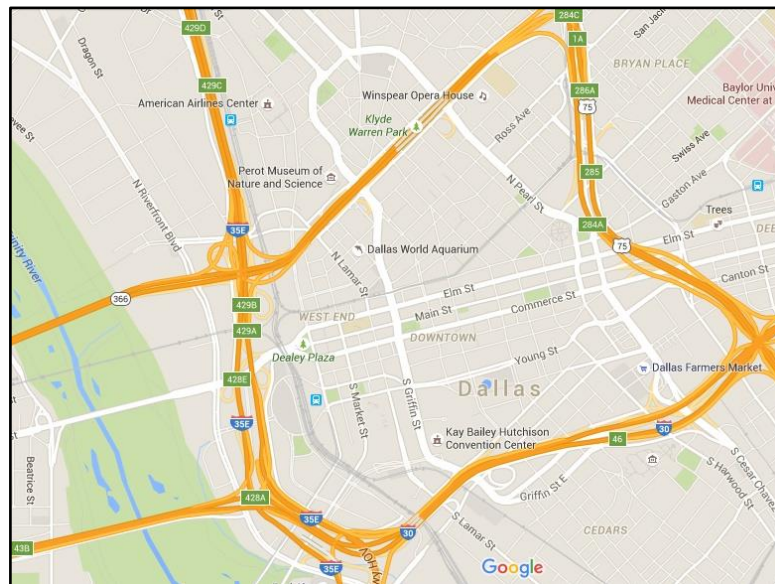 284C
429D
1A
San Jac
Dragon St
BRYAN PLACE
429C
286A
Baylor Univ
Medical Center at
American Airlines Center
Winspear Opera House
75
Klyde
Warren Park
Ross Ave
Swiss Ave
N Riverfront Blvd
Perot Museum of
Nature and Science
285
Gaston Ave
N Pearl St
Trees
284A
35E
75
Elm St
Dallas World Aquarium
N Lamar St
Canton St
366
Elm St
429B
Commerce St
WEST END
Main St
429A
DOWNTOWN
Dealey Plaza
Young St
Dallas Farmers Market
428E
Dallas
S Market St
S Griffin St
35E
30
Kay Bailey Hutchison
Convention Center
46
Beatrice St
S Harwood St
S Cesar Chavez
Griffin St E
428A
35E
S Lamar St
30
CEDARS
43B
35E
Google